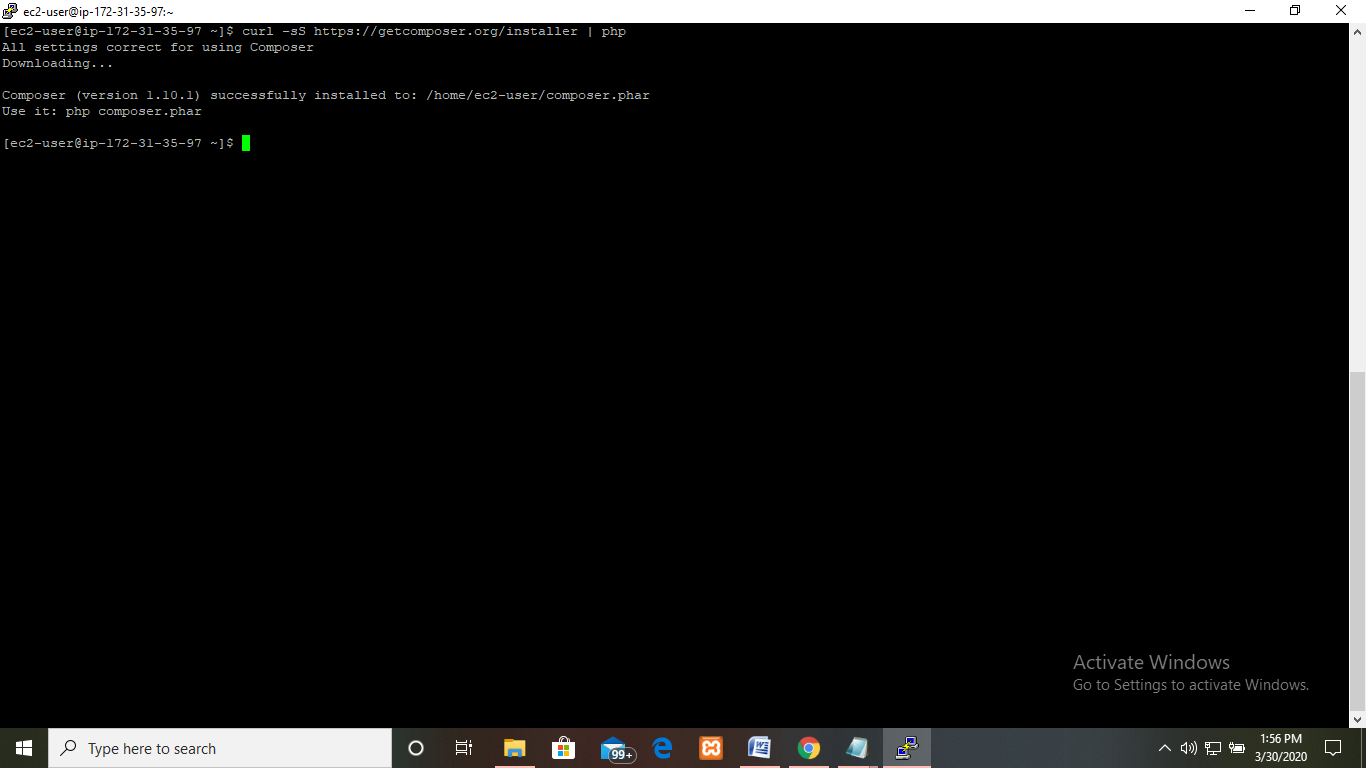 ec2-user@ip-172-31-35-97:~
[ec2-user@ip-172-31-35-97 ~]$ curl -sS https://getcomposer.org/installer | php
All settings correct for using Composer
Downloading...
Composer (version 1.10.1) successfully installed to: /home/ec2-user/composer.phar
Use it: php composer.phar
[ec2-user@ip-172-31-35-97 ~]$
Activate Windows
Go to Settings to activate Windows.
Type here to search
99+
W
1:56 PM
3/30/2020